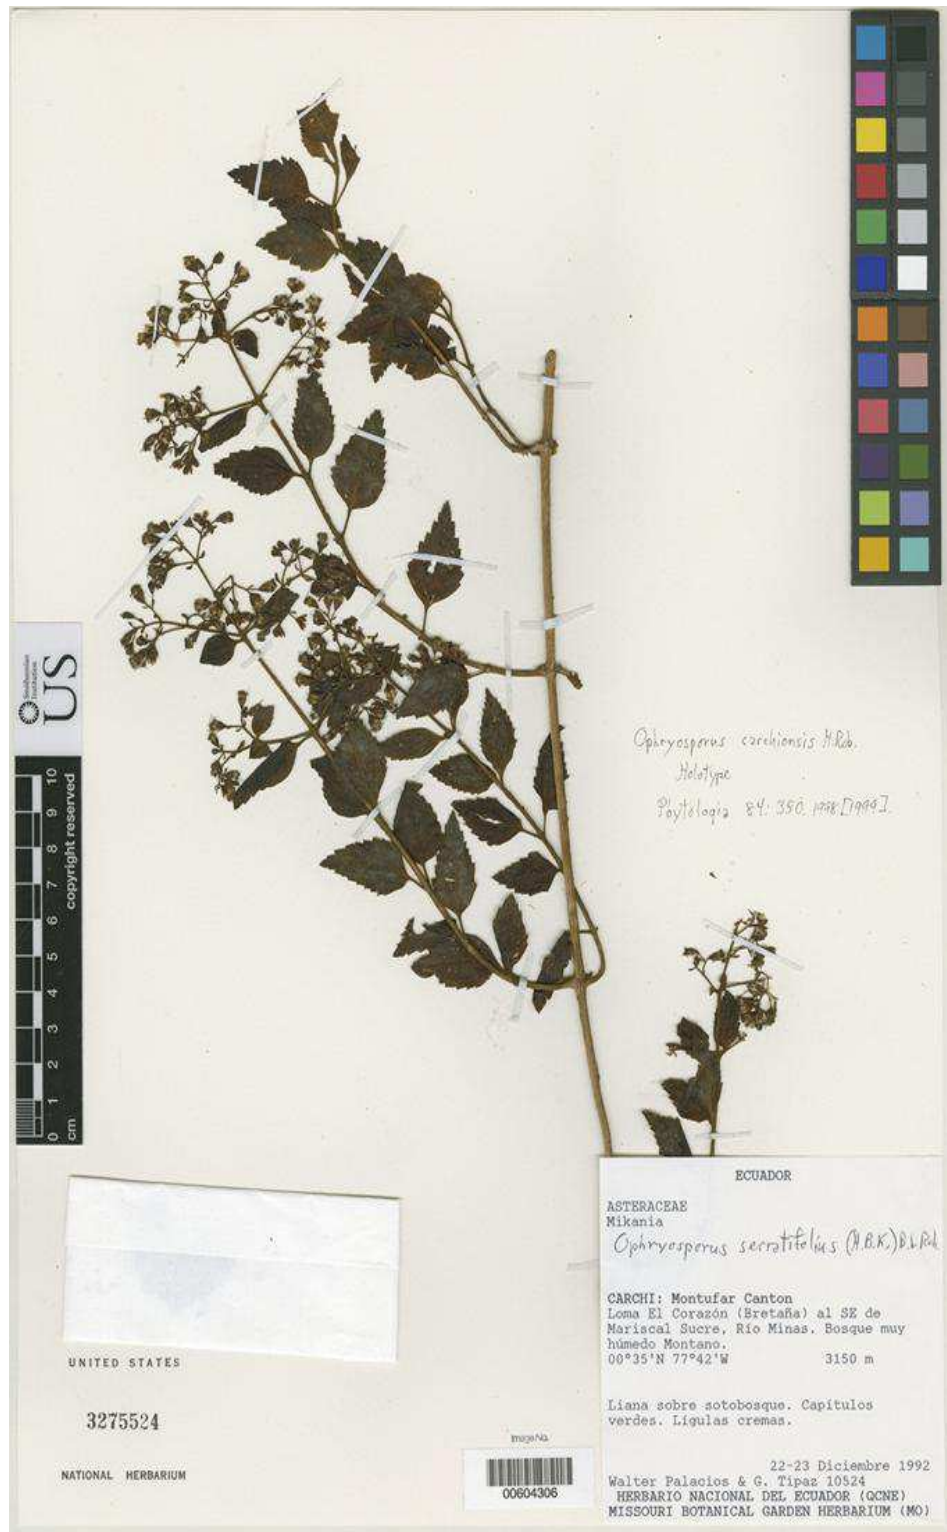 Smithsonian
Institution
US
copyright reserved
10
9
8
7
6
5
4
3
2
1
0
cm
Ophryosporus carchiensis H.Rob.
Holotype
Phytologia 84: 350. 1998 [1999].
ECUADOR
ASTERACEAE
Mikania
Ophryosporus serratifolius (H.B.K.) B.L.Rob.
CARCHI: Montufar Canton
Loma El Corazón (Bretaña) al SE de
Mariscal Sucre, Río Minas. Bosque muy
húmedo Montano.
00°35'N 77°42'W 3150 m
Liana sobre sotobosque. Capítulos
verdes. Lígulas cremas.
22-23 Diciembre 1992
Walter Palacios & G. Tipaz 10524
HERBARIO NACIONAL DEL ECUADOR (QCNE)
MISSOURI BOTANICAL GARDEN HERBARIUM (MO)
UNITED STATES
3275524
NATIONAL HERBARIUM
Image No.
00604306